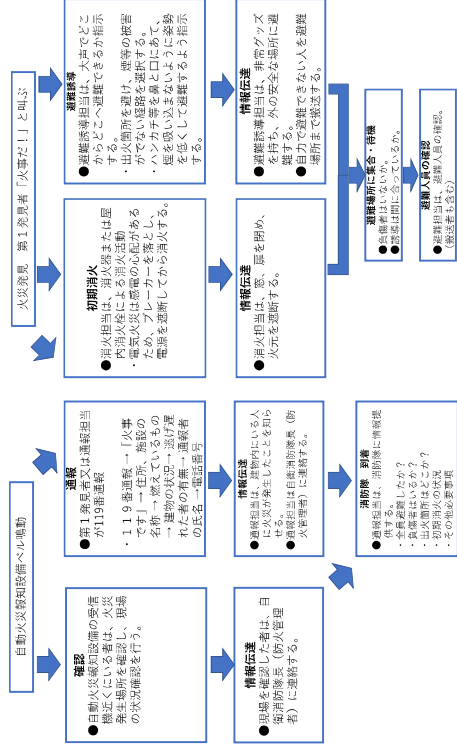 自動火災報知設備ベル鳴動
火災発見　第１発見者「火事だ！」と叫ぶ
確認
●自動火災報知設備の受信
機近くにいる者は、火災
発生場所を確認し、現場
の状況確認を行う。
通報
●第１発見者又は通報担当
が119番通報
・１１９番通報→「火事
です」→住所、施設の
名称→燃えているもの
→建物の状況→逃げ遅
れた者の有無→通報者
の氏名→電話番号
初期消火
●消火担当は、消火器または屋
内消火栓による消火活動
・電気火災は感電の心配がある
ため、ブレーカーを落とし、
電源を遮断してから消火する。
避難誘導
●避難誘導担当は、大声でどこ
からどこへ避難できるか指示
する。
・出火箇所を避け、煙等の被害
がでない経路を選択する。
・ハンカチ等を鼻と口にあて、
煙を吸い込まないように姿勢
を低くして避難するよう指示
する。
情報伝達
●現場を確認した者は、自
衛消防隊長（防火管理
者）に連絡する。
情報伝達
●通報担当は、建物内にいる人
に火災が発生したことを知ら
せる。
●通報担当は自衛消防隊長（防
火管理者）に連絡する。
情報伝達
●消火担当は、窓、扉を閉め、
火元を遮断する。
情報伝達
●避難誘導担当は、非常グッズ
を持ち、外の安全な場所に避
難する。
●自力で避難できない人を避難
場所まで搬送する。
消防隊　到着
●通報担当は、消防隊に情報提
供する。
・全員避難したか？
・負傷者はいるか？
・出火箇所はどこか？
・初期消火の状況
・その他必要事項
避難場所に集合・待機
●負傷者はいないか。
●誘導は間に合っているか。
避難人員の確認
●避難担当は、避難人員の確認。
（搬送者も含む）